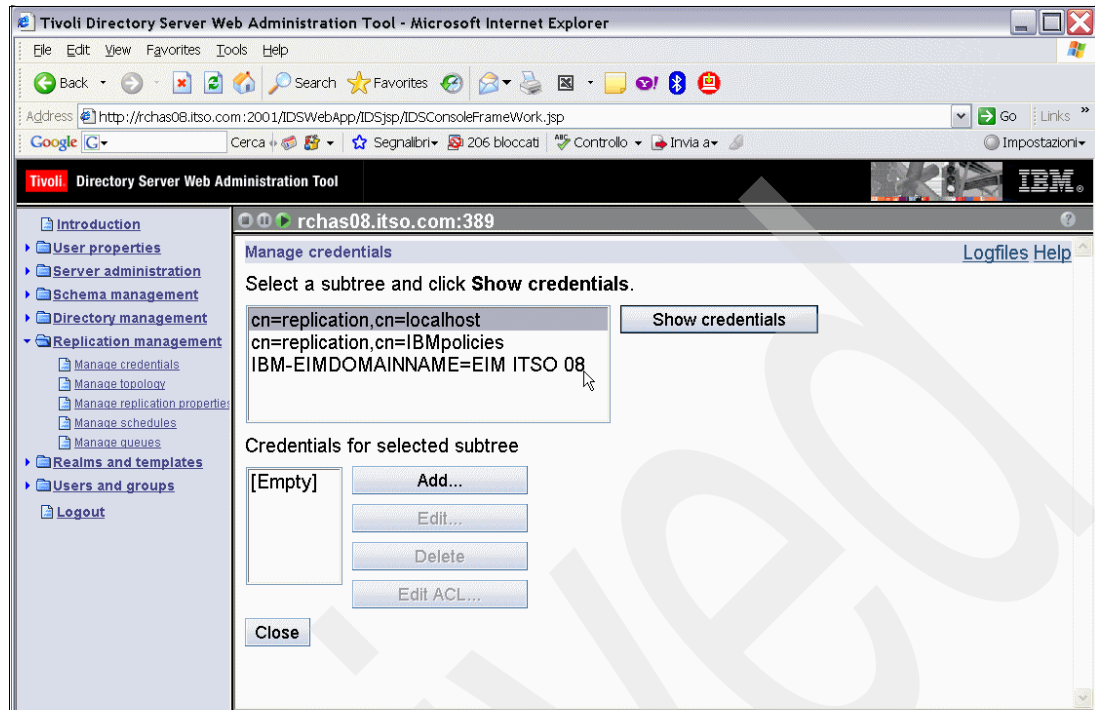 Tivoli Directory Server Web Administration Tool - Microsoft Internet Explorer
File Edit View Favorites Tools Help
Back Search Favorites
Address http://rchas08.itso.com:2001/IDSWebApp/IDSjsp/IDSConsoleFrameWork.jsp Go Links »
Google G Cerca Segnalibri 206 bloccati ABC Controllo Invia a Impostazioni
Tivoli. Directory Server Web Administration Tool IBM®
rchas08.itso.com:389
Introduction
User properties
Server administration
Schema management
Directory management
Replication management
Manage credentials
Manage topology
Manage replication properties
Manage schedules
Manage queues
Realms and templates
Users and groups
Logout
Manage credentials Logfiles Help
Select a subtree and click Show credentials.
cn=replication,cn=localhost Show credentials
cn=replication,cn=IBMpolicies
IBM-EIMDOMAINNAME=EIM ITSO 08
Credentials for selected subtree
[Empty] Add...
Edit...
Delete
Edit ACL...
Close